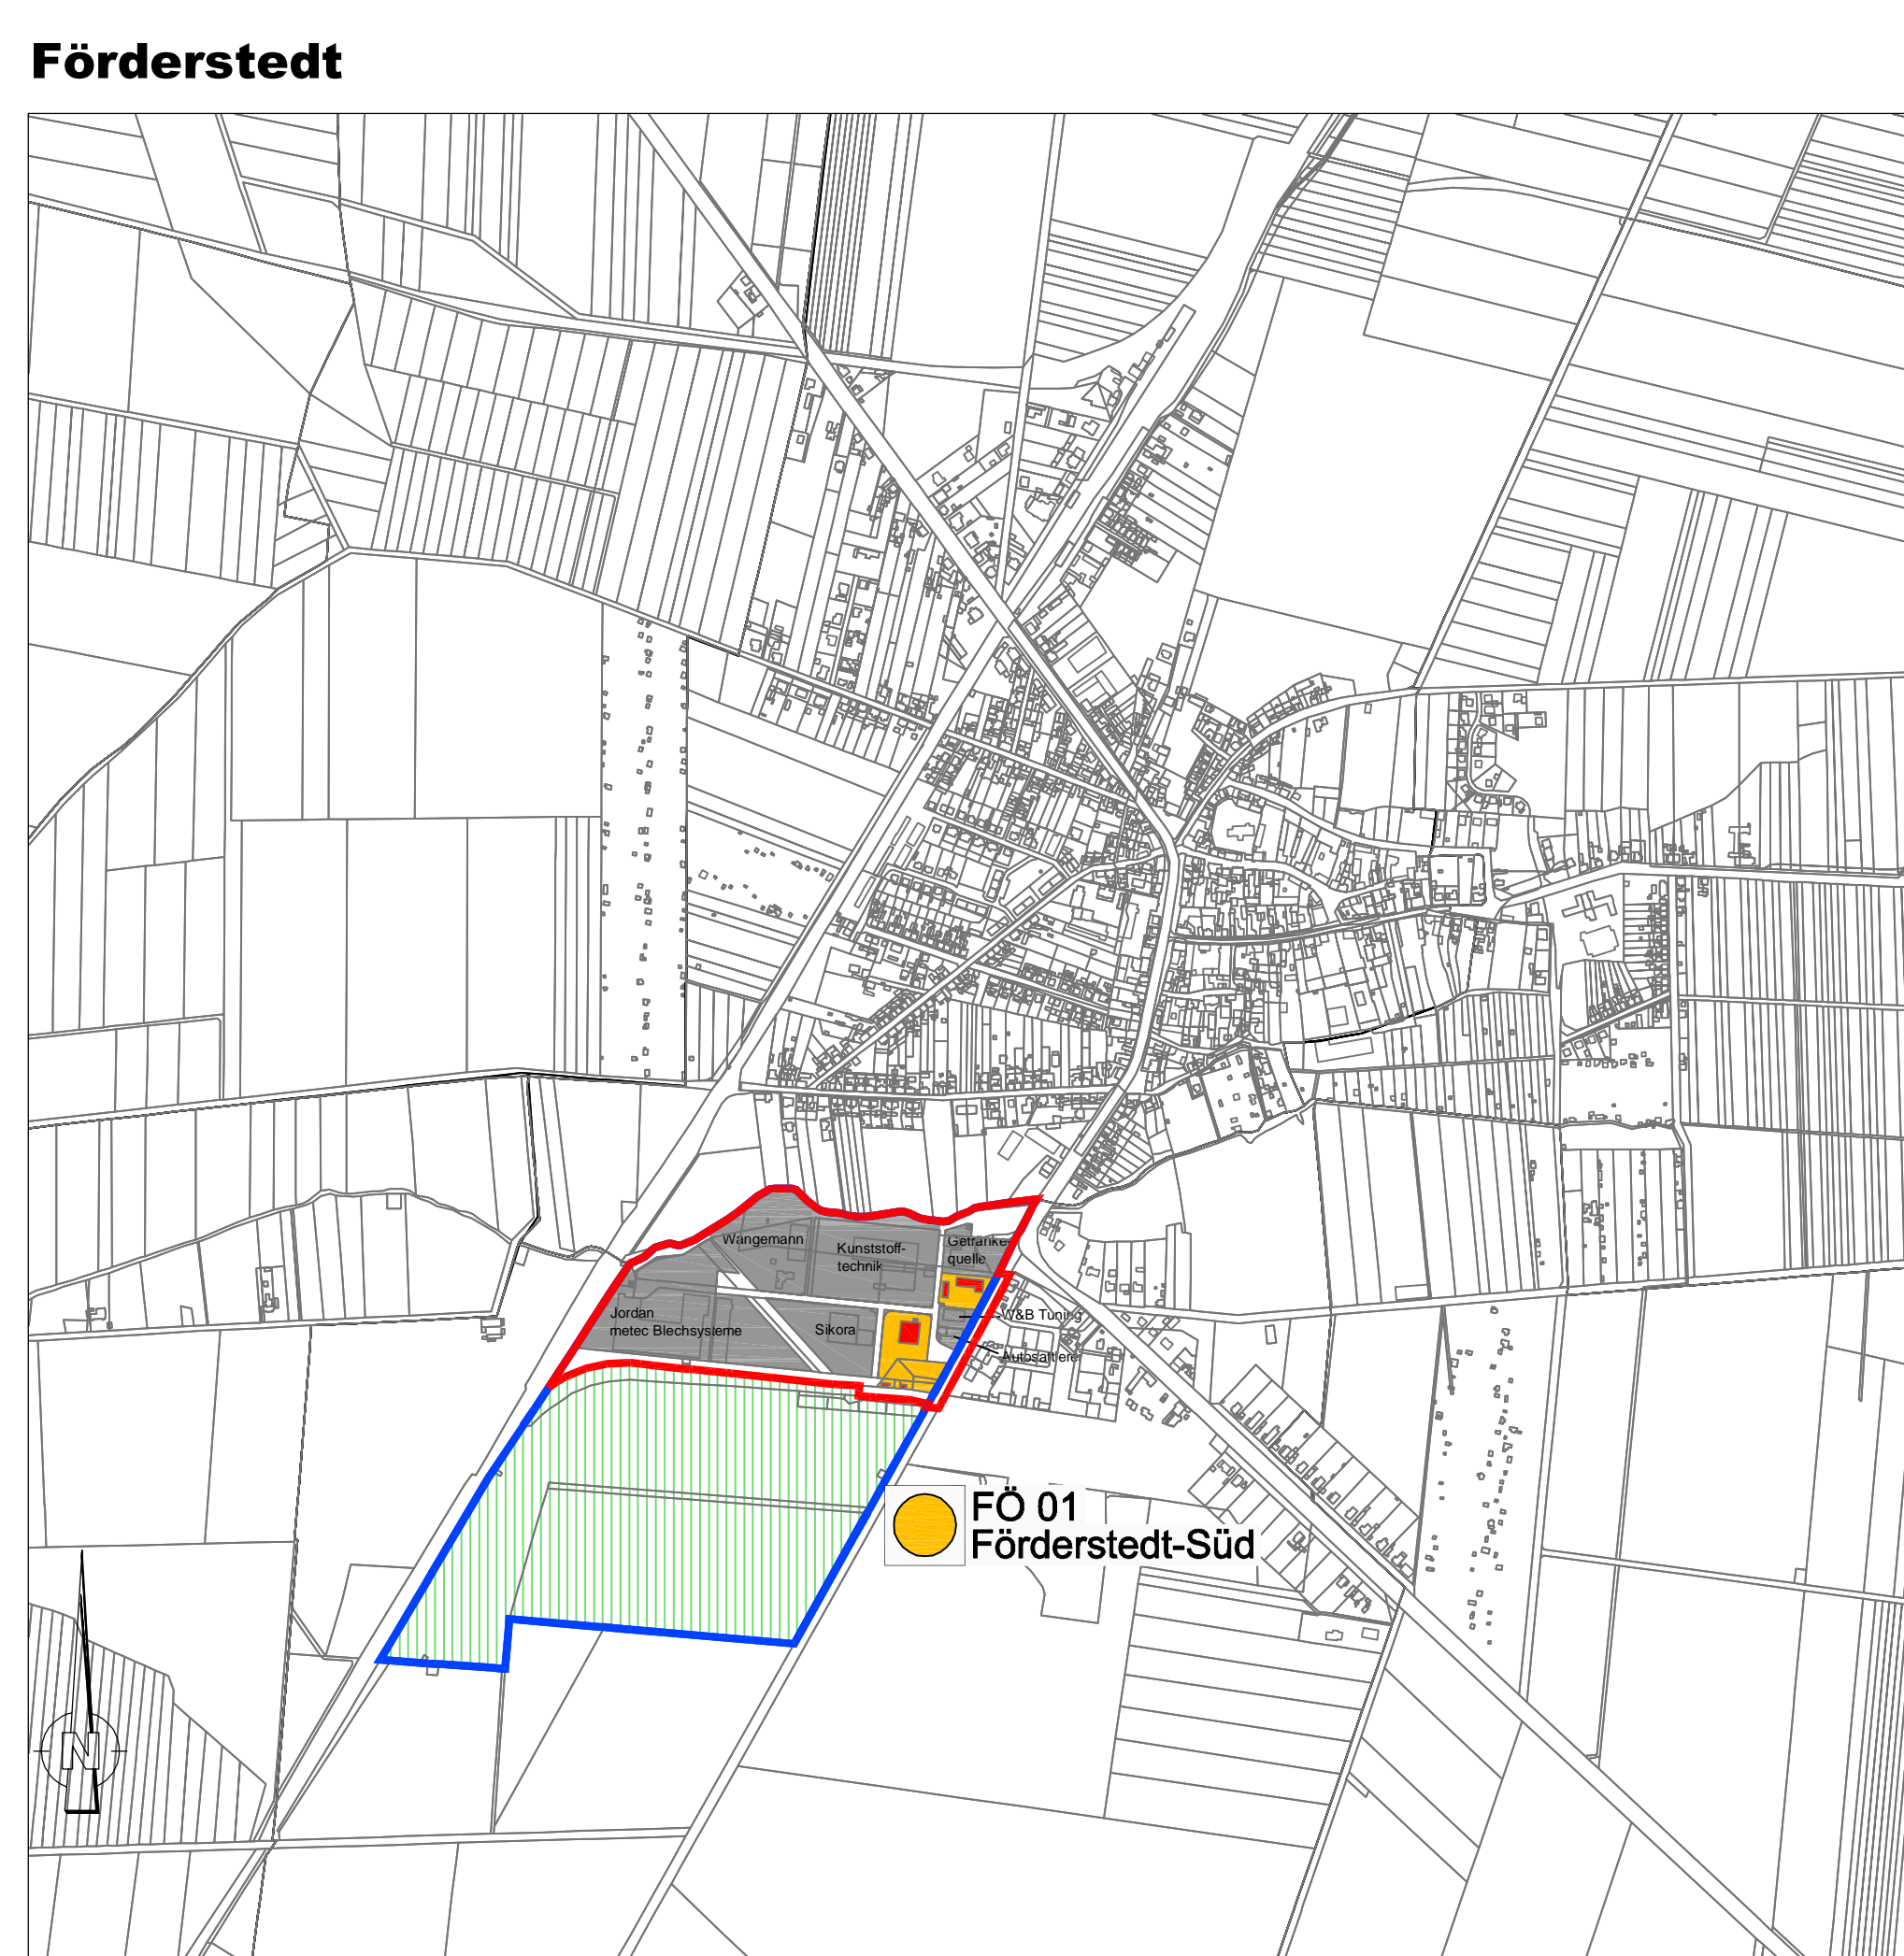 Förderstedt
Wangemann
Kunststoff-
technik
Getränke-
quelle
Jordan
metec Blechsysteme
Sikora
W&B Tuning
Autosattlerei
FÖ 01
Förderstedt-Süd
N